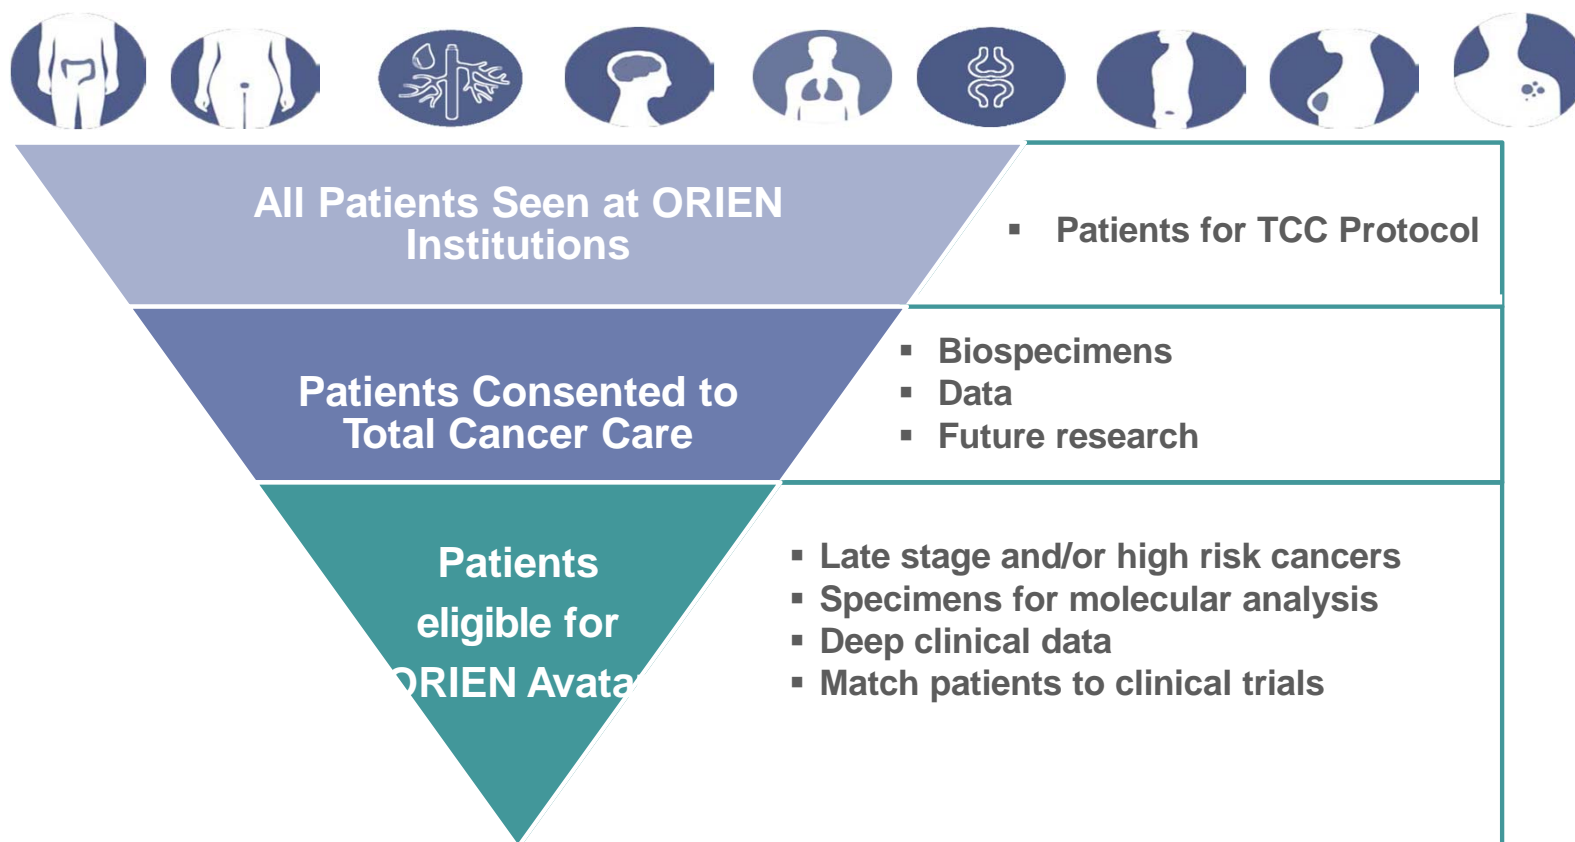 All Patients Seen at ORIEN
Institutions
▪ Patients for TCC Protocol
Patients Consented to
Total Cancer Care
▪ Biospecimens
▪ Data
▪ Future research
Patients
eligible for
ORIEN Avatar
▪ Late stage and/or high risk cancers
▪ Specimens for molecular analysis
▪ Deep clinical data
▪ Match patients to clinical trials